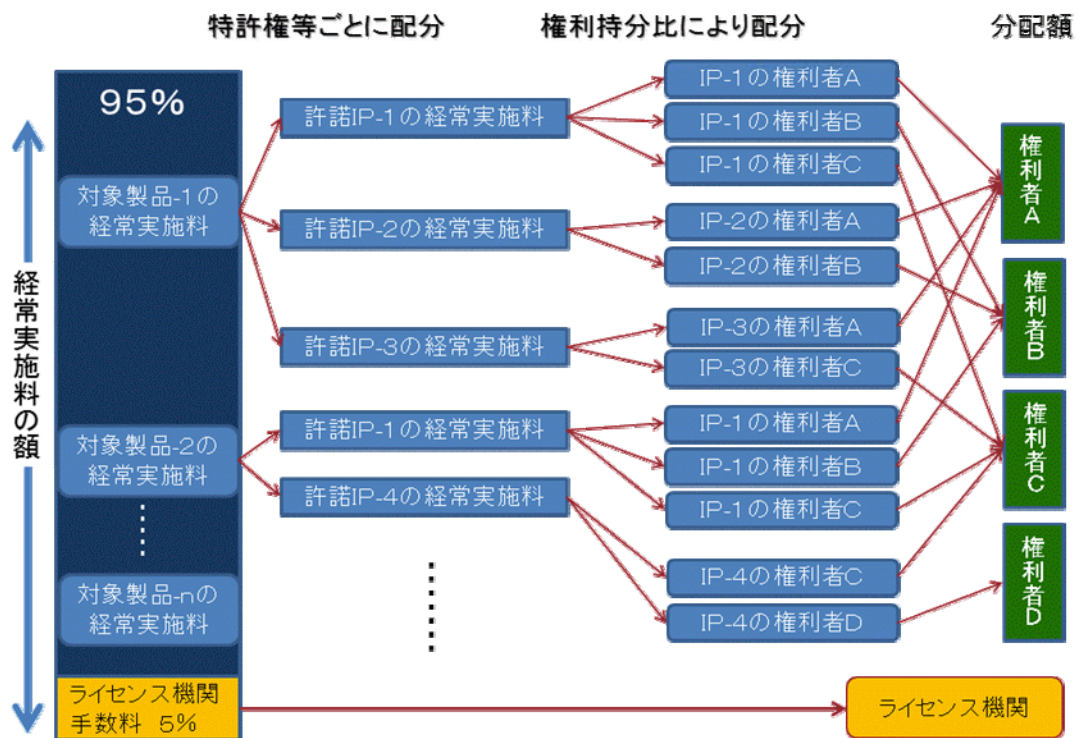 特許権等ごとに配分
権利持分比により配分
分配額
95%
経常実施料の額
対象製品-1の
経常実施料
対象製品-2の
経常実施料
対象製品-nの
経常実施料
ライセンス機関
手数料 5%
許諾IP-1の経常実施料
許諾IP-2の経常実施料
許諾IP-3の経常実施料
許諾IP-1の経常実施料
許諾IP-4の経常実施料
IP-1の権利者A
IP-1の権利者B
IP-1の権利者C
IP-2の権利者A
IP-2の権利者B
IP-3の権利者A
IP-3の権利者C
IP-1の権利者A
IP-1の権利者B
IP-1の権利者C
IP-4の権利者C
IP-4の権利者D
権利者A
権利者B
権利者C
権利者D
ライセンス機関